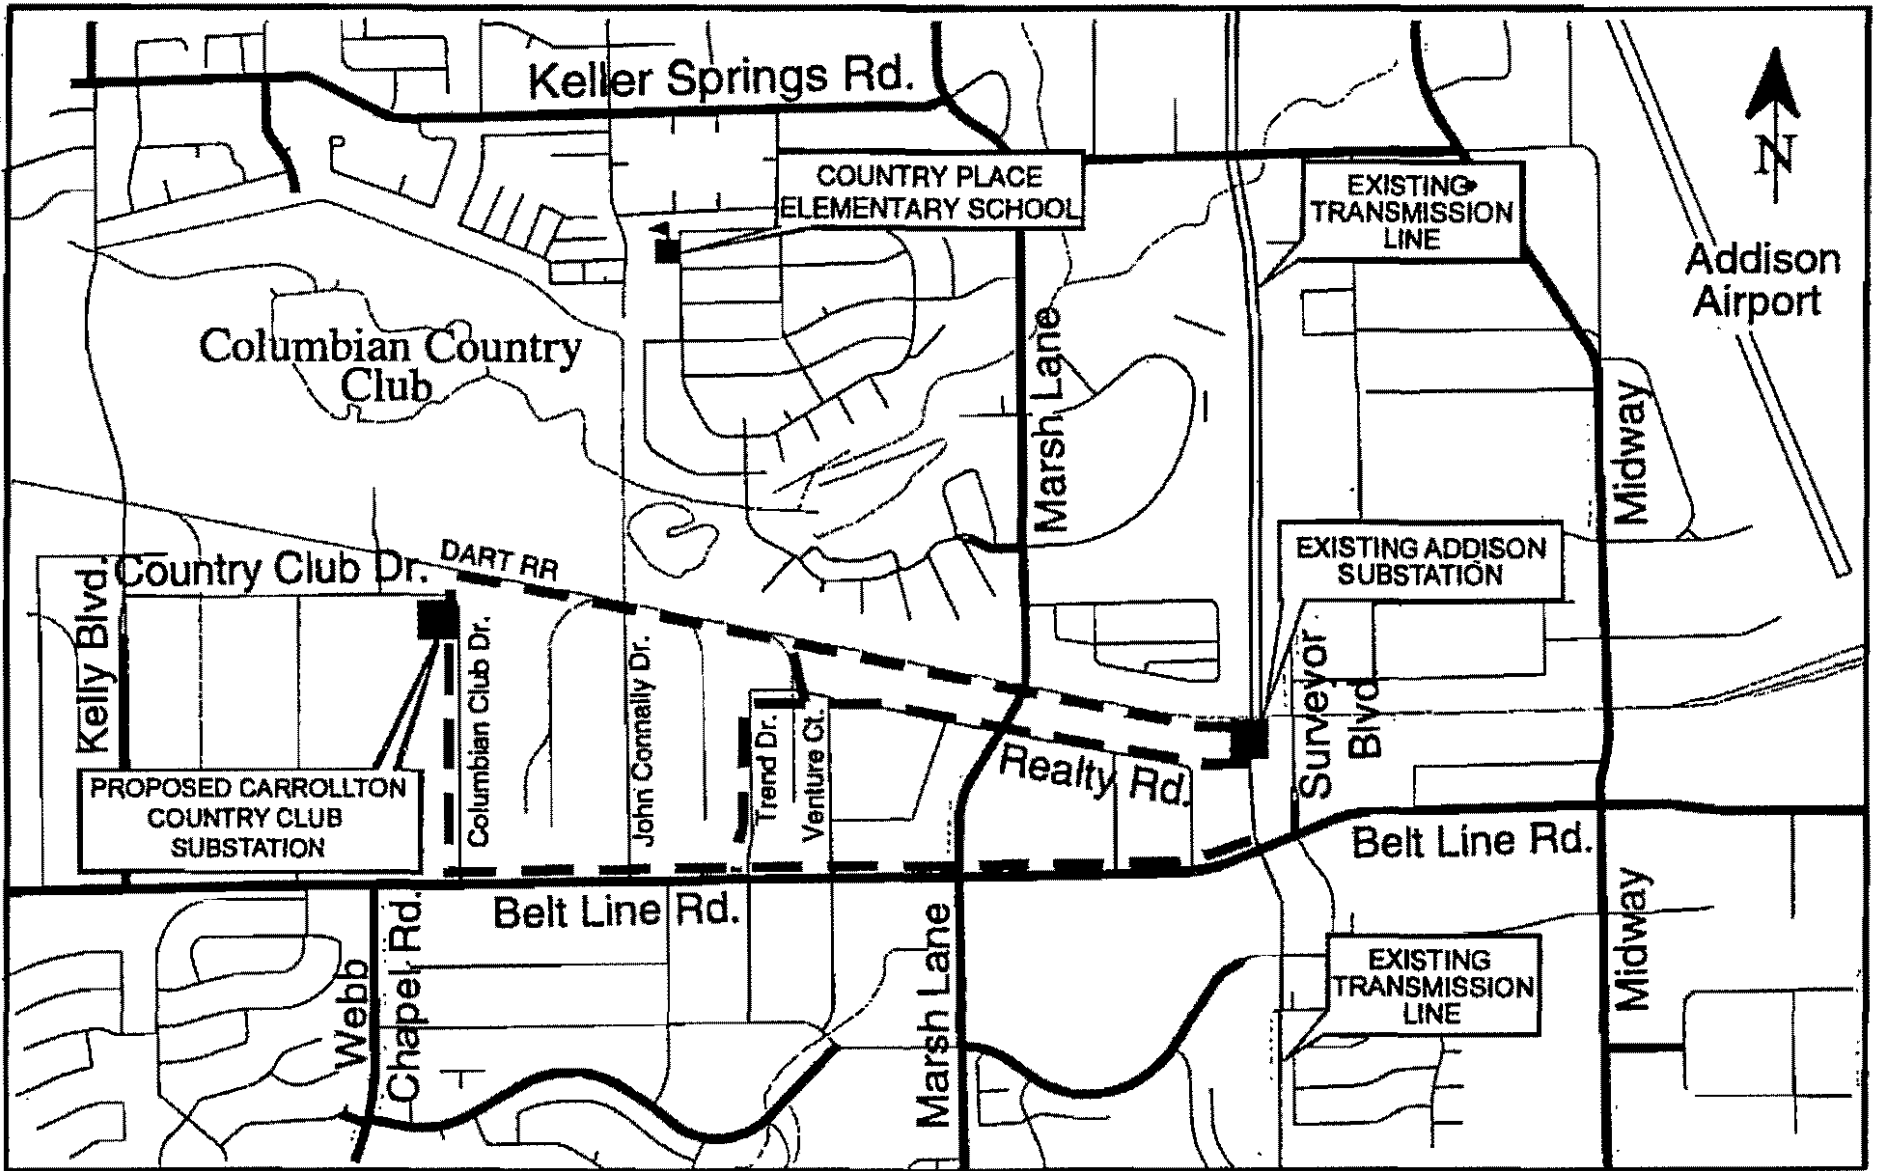 Keller Springs Rd.
N
COUNTRY PLACE
ELEMENTARY SCHOOL
EXISTING
TRANSMISSION
LINE
Addison
Airport
Columbian Country
Club
Marsh Lane
Midway
DART RR
Country Club Dr.
EXISTING ADDISON
SUBSTATION
Kelly Blvd.
Columbian Club Dr.
John Connally Dr.
Trend Dr.
Venture Ct.
Realty Rd.
Surveyor
Blvd
PROPOSED CARROLLTON
COUNTRY CLUB
SUBSTATION
Belt Line Rd.
Belt Line Rd.
Webb
Chapel Rd.
Marsh Lane
EXISTING
TRANSMISSION
LINE
Midway